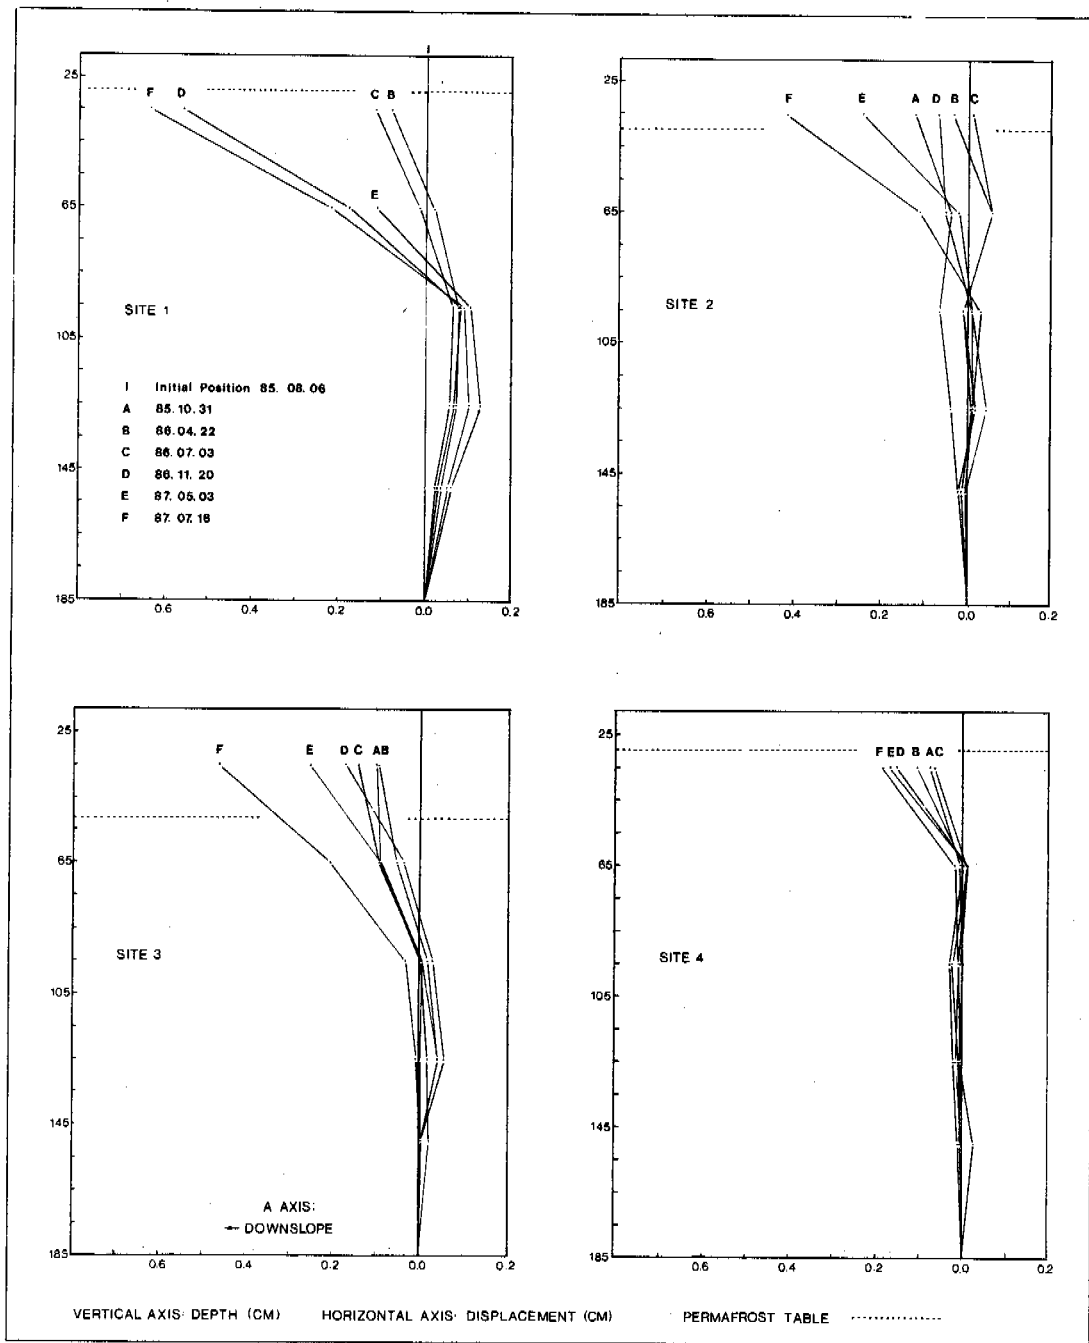 I
25
F D C B
E
65
SITE 1
105
I Initial Position 85. 08. 06
A 85. 10. 31
B 86. 04. 22
C 86. 07. 03
D 86. 11. 20
E 87. 05. 03
F 87. 07. 16
145
185
0.6 0.4 0.2 0.0 0.2
25
F E A D B C
65
SITE 2
105
145
185
0.6 0.4 0.2 0.0 0.2
25
F E D C A B
65
SITE 3
105
145
A AXIS:
← DOWNSLOPE
185
0.6 0.4 0.2 0.0 0.2
25
F E D B A C
65
SITE 4
105
145
185
0.6 0.4 0.2 0.0 0.2
VERTICAL AXIS: DEPTH (CM) HORIZONTAL AXIS: DISPLACEMENT (CM) PERMAFROST TABLE